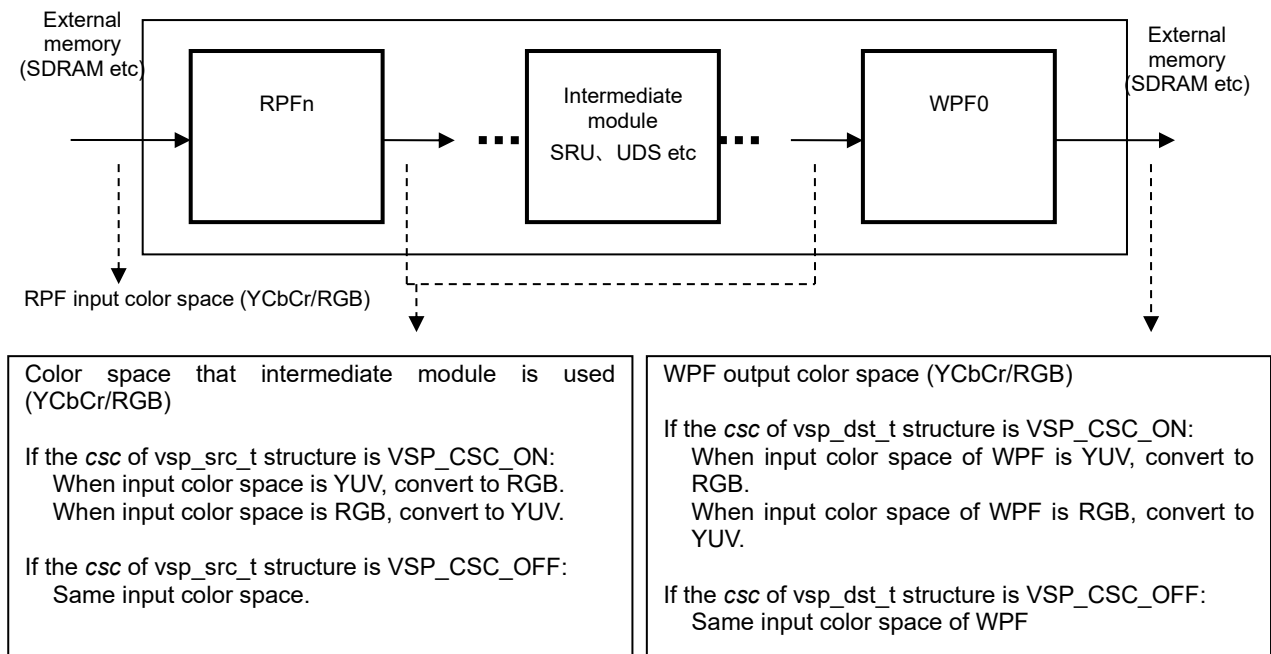 External
memory
(SDRAM etc)
External
memory
(SDRAM etc)
RPFn
Intermediate
module
SRU、UDS etc
WPF0
RPF input color space (YCbCr/RGB)
Color space that intermediate module is used
(YCbCr/RGB)
If the csc of vsp_src_t structure is VSP_CSC_ON:
When input color space is YUV, convert to RGB.
When input color space is RGB, convert to YUV.
If the csc of vsp_src_t structure is VSP_CSC_OFF:
Same input color space.
WPF output color space (YCbCr/RGB)
If the csc of vsp_dst_t structure is VSP_CSC_ON:
When input color space of WPF is YUV, convert to
RGB.
When input color space of WPF is RGB, convert to
YUV.
If the csc of vsp_dst_t structure is VSP_CSC_OFF:
Same input color space of WPF